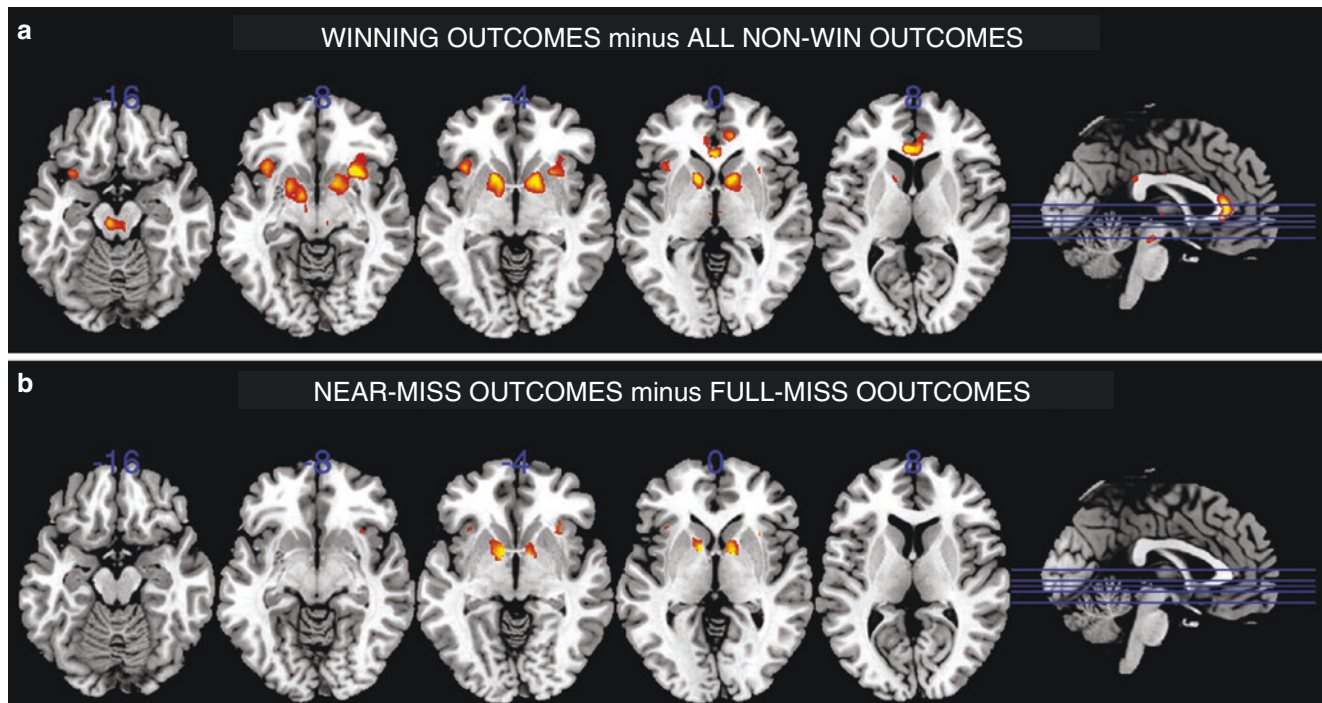 a
WINNING OUTCOMES minus ALL NON-WIN OUTCOMES
-16 -8 -4 0 8
b
NEAR-MISS OUTCOMES minus FULL-MISS OOUTCOMES
-16 -8 -4 0 8